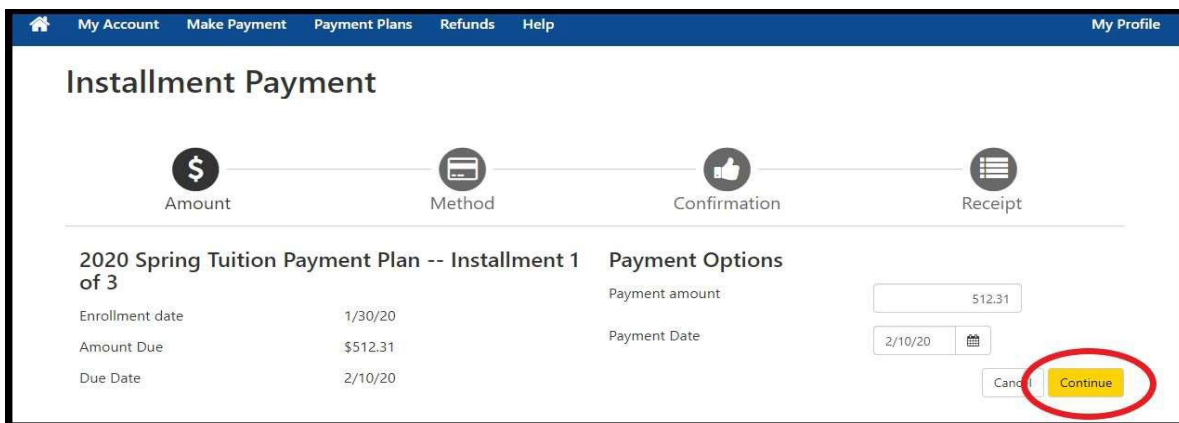 My Account Make Payment Payment Plans Refunds Help My Profile
Installment Payment
$
Amount Method Confirmation Receipt
2020 Spring Tuition Payment Plan -- Installment 1
of 3
Enrollment date 1/30/20
Amount Due $512.31
Due Date 2/10/20
Payment Options
Payment amount 512.31
Payment Date 2/10/20
Cancel Continue